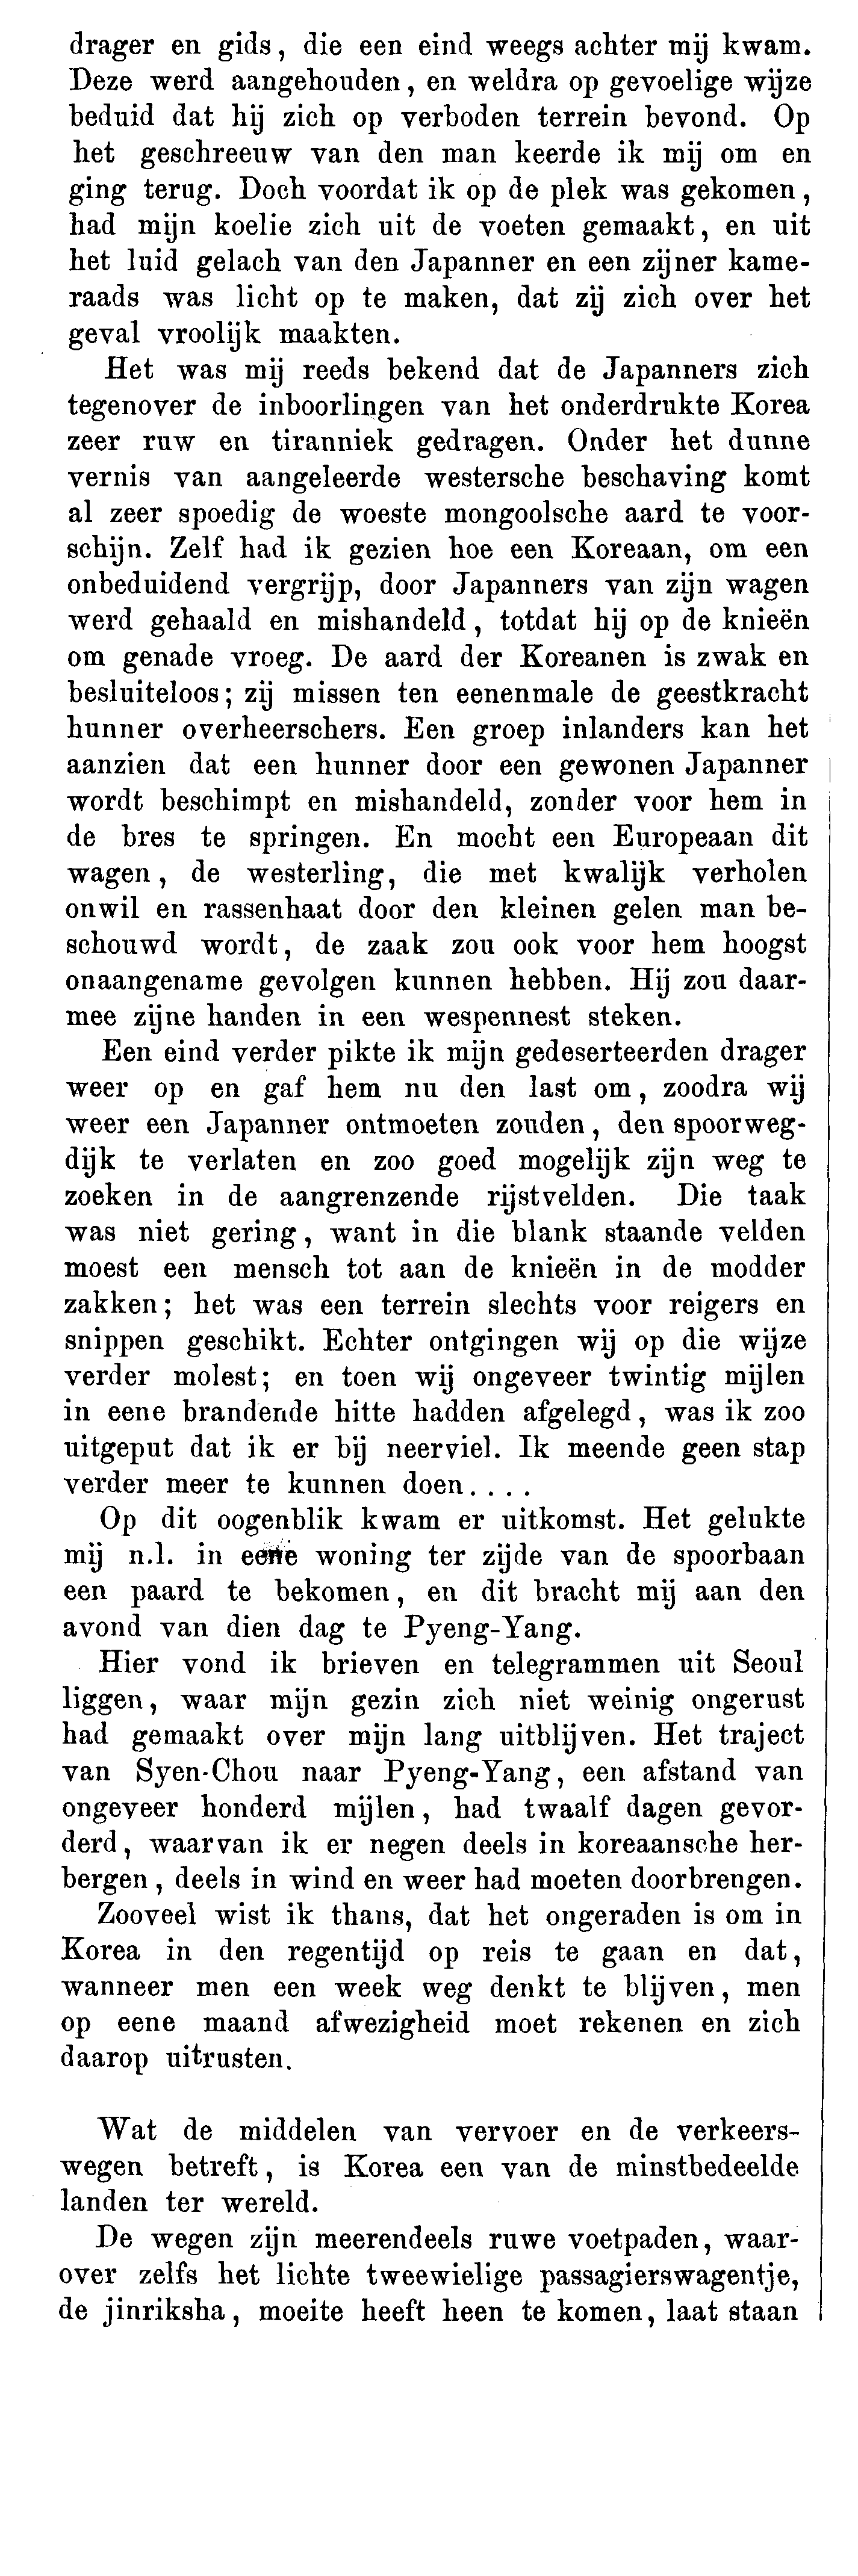 drager en gids, die een eind weegs achter mij kwam.
Deze werd aangehouden, en weldra op gevoelige wijze
beduid dat hij zich op verboden terrein bevond. Op
het geschreeuw van den man keerde ik mij om en
ging terug. Doch voordat ik op de plek was gekomen,
had mijn koelie zich uit de voeten gemaakt, en uit
het luid gelach van den Japanner en een zijner kame-
raads was licht op te maken, dat zij zich over het
geval vroolijk maakten.
Het was mij reeds bekend dat de Japanners zich
tegenover de inboorlingen van het onderdrukte Korea
zeer ruw en tiranniek gedragen. Onder het dunne
vernis van aangeleerde westersche beschaving komt
al zeer spoedig de woeste mongoolsche aard te voor-
schijn. Zelf had ik gezien hoe een Koreaan, om een
onbeduidend vergrijp, door Japanners van zijn wagen
werd gehaald en mishandeld, totdat hij op de knieën
om genade vroeg. De aard der Koreanen is zwak en
besluiteloos; zij missen ten eenenmale de geestkracht
hunner overheerschers. Een groep inlanders kan het
aanzien dat een hunner door een gewonen Japanner
wordt beschimpt en mishandeld, zonder voor hem in
de bres te springen. En mocht een Europeaan dit
wagen, de westerling, die met kwalijk verholen
onwil en rassenhaat door den kleinen gelen man be-
schouwd wordt, de zaak zou ook voor hem hoogst
onaangename gevolgen kunnen hebben. Hij zou daar-
mee zijne handen in een wespennest steken.
Een eind verder pikte ik mijn gedeserteerden drager
weer op en gaf hem nu den last om, zoodra wij
weer een Japanner ontmoeten zouden, den spoorweg-
dijk te verlaten en zoo goed mogelijk zijn weg te
zoeken in de aangrenzende rijstvelden. Die taak
was niet gering, want in die blank staande velden
moest een mensch tot aan de knieën in de modder
zakken; het was een terrein slechts voor reigers en
snippen geschikt. Echter ontgingen wij op die wijze
verder molest; en toen wij ongeveer twintig mijlen
in eene brandende hitte hadden afgelegd, was ik zoo
uitgeput dat ik er bij neerviel. Ik meende geen stap
verder meer te kunnen doen....
Op dit oogenblik kwam er uitkomst. Het gelukte
mij n.l. in eene woning ter zijde van de spoorbaan
een paard te bekomen, en dit bracht mij aan den
avond van dien dag te Pyeng-Yang.
Hier vond ik brieven en telegrammen uit Seoul
liggen, waar mijn gezin zich niet weinig ongerust
had gemaakt over mijn lang uitblijven. Het traject
van Syen-Chou naar Pyeng-Yang, een afstand van
ongeveer honderd mijlen, had twaalf dagen gevor-
derd, waarvan ik er negen deels in koreaansche her-
bergen, deels in wind en weer had moeten doorbrengen.
Zooveel wist ik thans, dat het ongeraden is om in
Korea in den regentijd op reis te gaan en dat,
wanneer men een week weg denkt te blijven, men
op eene maand afwezigheid moet rekenen en zich
daarop uitrusten.
Wat de middelen van vervoer en de verkeers-
wegen betreft, is Korea een van de minstbedeelde
landen ter wereld.
De wegen zijn meerendeels ruwe voetpaden, waar-
over zelfs het lichte tweewielige passagierswagentje,
de jinriksha, moeite heeft heen te komen, laat staan